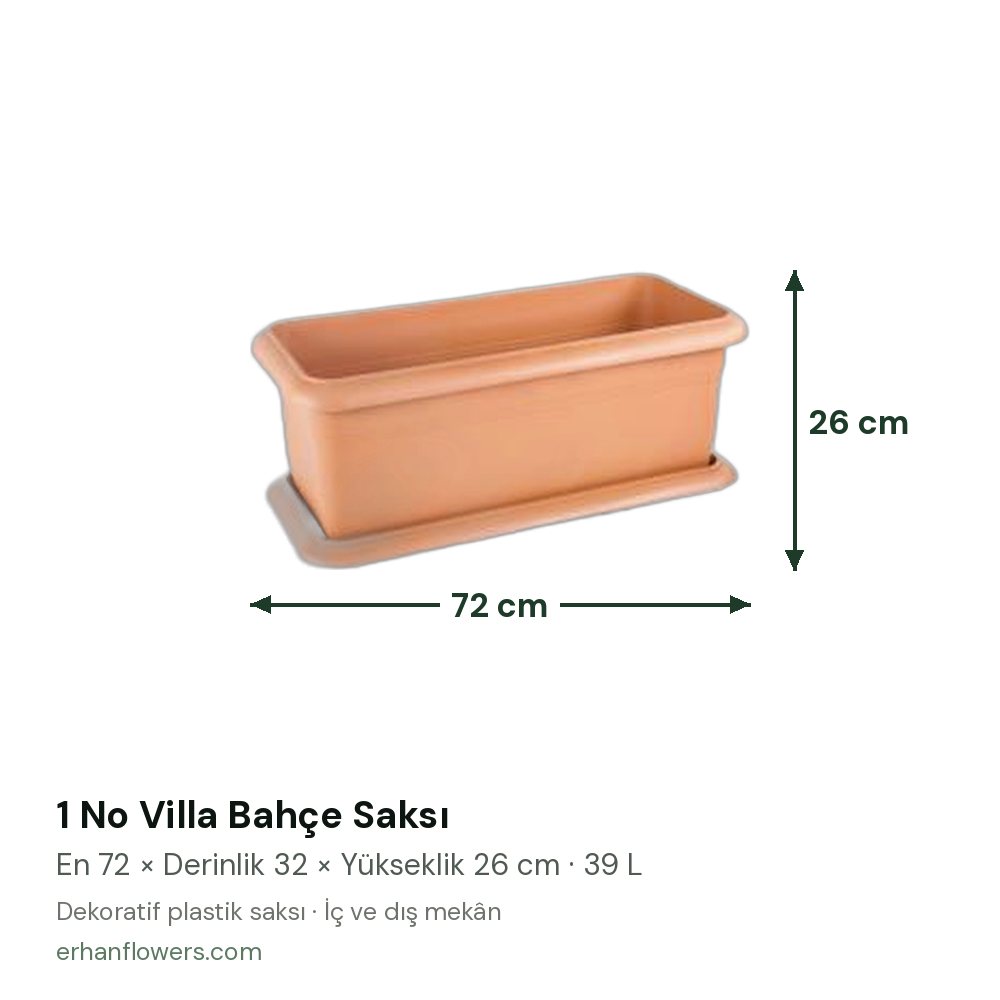 26 cm
72 cm
1 No Villa Bahçe Saksı
En 72 × Derinlik 32 × Yükseklik 26 cm · 39 L
Dekoratif plastik saksı · İç ve dış mekân
erhanflowers.com